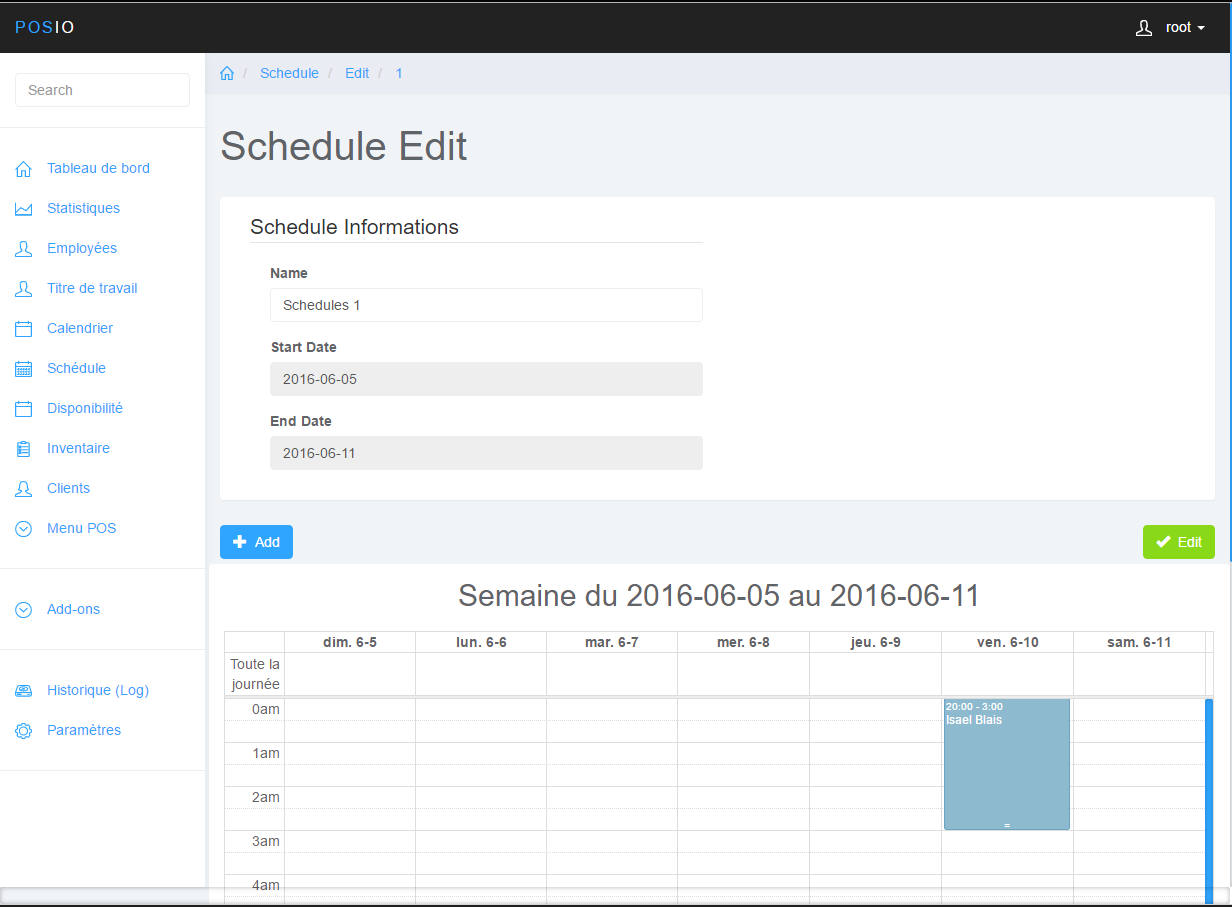 POSIO
root
Search
/ Schedule / Edit / 1
Schedule Edit
Tableau de bord
Statistiques
Employées
Titre de travail
Calendrier
Schédule
Disponibilité
Inventaire
Clients
Menu POS
Add-ons
Historique (Log)
Paramètres
Schedule Informations
Name
Schedules 1
Start Date
2016-06-05
End Date
2016-06-11
Add
Edit
Semaine du 2016-06-05 au 2016-06-11
dim. 6-5 lun. 6-6 mar. 6-7 mer. 6-8 jeu. 6-9 ven. 6-10 sam. 6-11
Toute la
journée
0am
20:00 - 3:00
Isael Blais
1am
2am
3am
4am